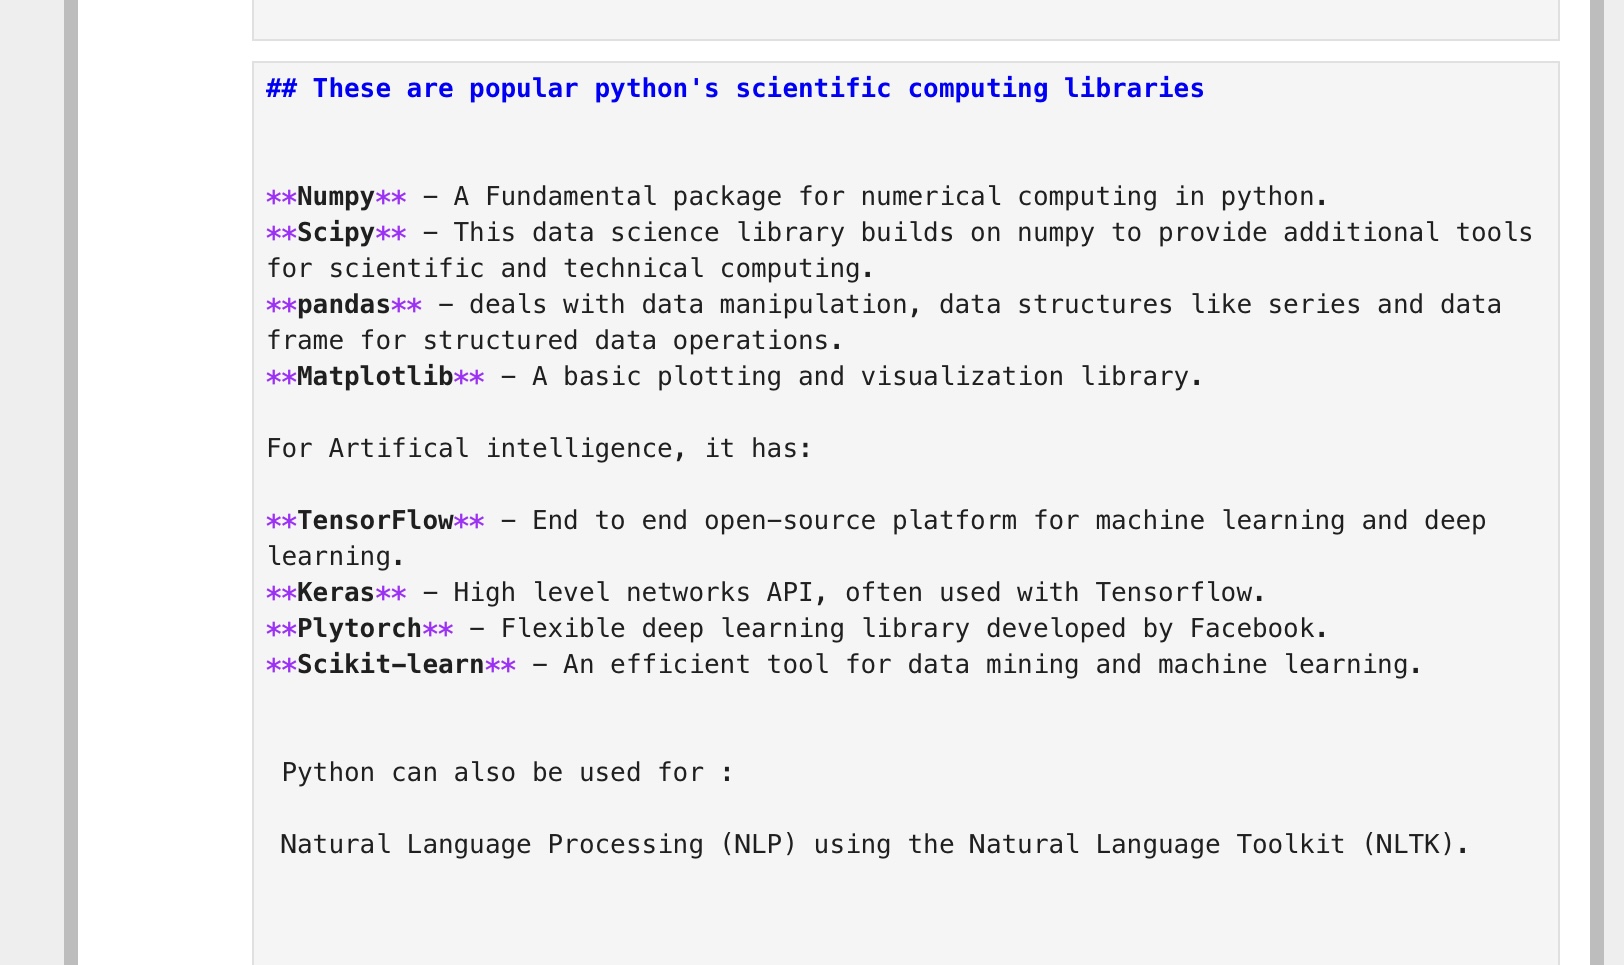 ## These are popular python's scientific computing libraries
**Numpy** - A Fundamental package for numerical computing in python.
**Scipy** - This data science library builds on numpy to provide additional tools
for scientific and technical computing.
**pandas** - deals with data manipulation, data structures like series and data
frame for structured data operations.
**Matplotlib** - A basic plotting and visualization library.
For Artifical intelligence, it has:
**TensorFlow** - End to end open-source platform for machine learning and deep
learning.
**Keras** - High level networks API, often used with Tensorflow.
**Plytorch** - Flexible deep learning library developed by Facebook.
**Scikit-learn** - An efficient tool for data mining and machine learning.
Python can also be used for :
Natural Language Processing (NLP) using the Natural Language Toolkit (NLTK).